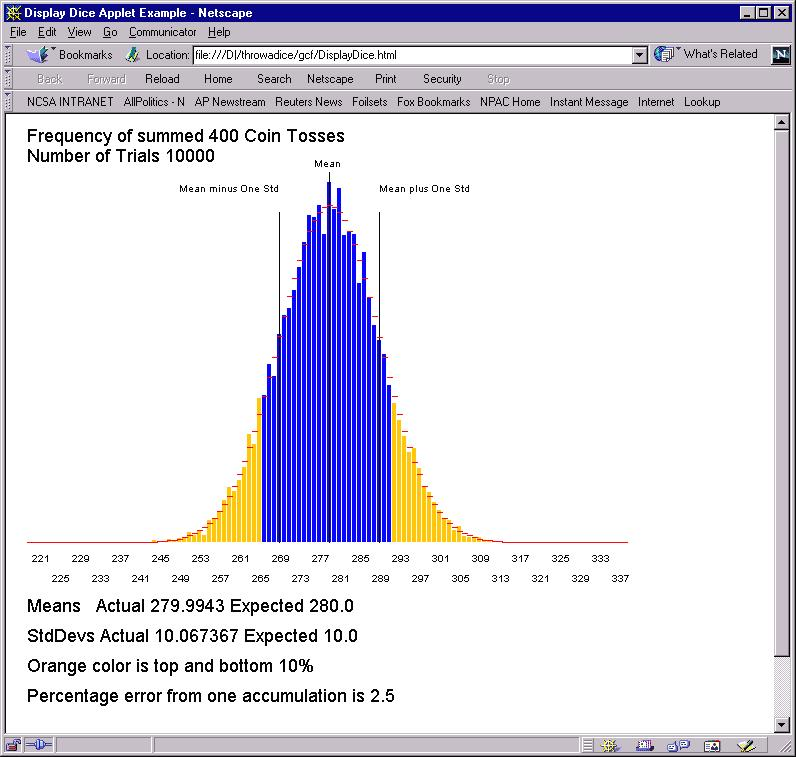 Display Dice Applet Example - Netscape
File Edit View Go Communicator Help
Bookmarks Location: file:///D|/throwadice/gcf/DisplayDice.html What's Related N
Back Forward Reload Home Search Netscape Print Security Stop
NCSA INTRANET AllPolitics - N AP Newstream Reuters News Foilsets Fox Bookmarks NPAC Home Instant Message Internet Lookup
Frequency of summed 400 Coin Tosses
Number of Trials 10000
Mean
Mean minus One Std Mean plus One Std
221 229 237 245 253 261 269 277 285 293 301 309 317 325 333
225 233 241 249 257 265 273 281 289 297 305 313 321 329 337
Means Actual 279.9943 Expected 280.0
StdDevs Actual 10.067367 Expected 10.0
Orange color is top and bottom 10%
Percentage error from one accumulation is 2.5